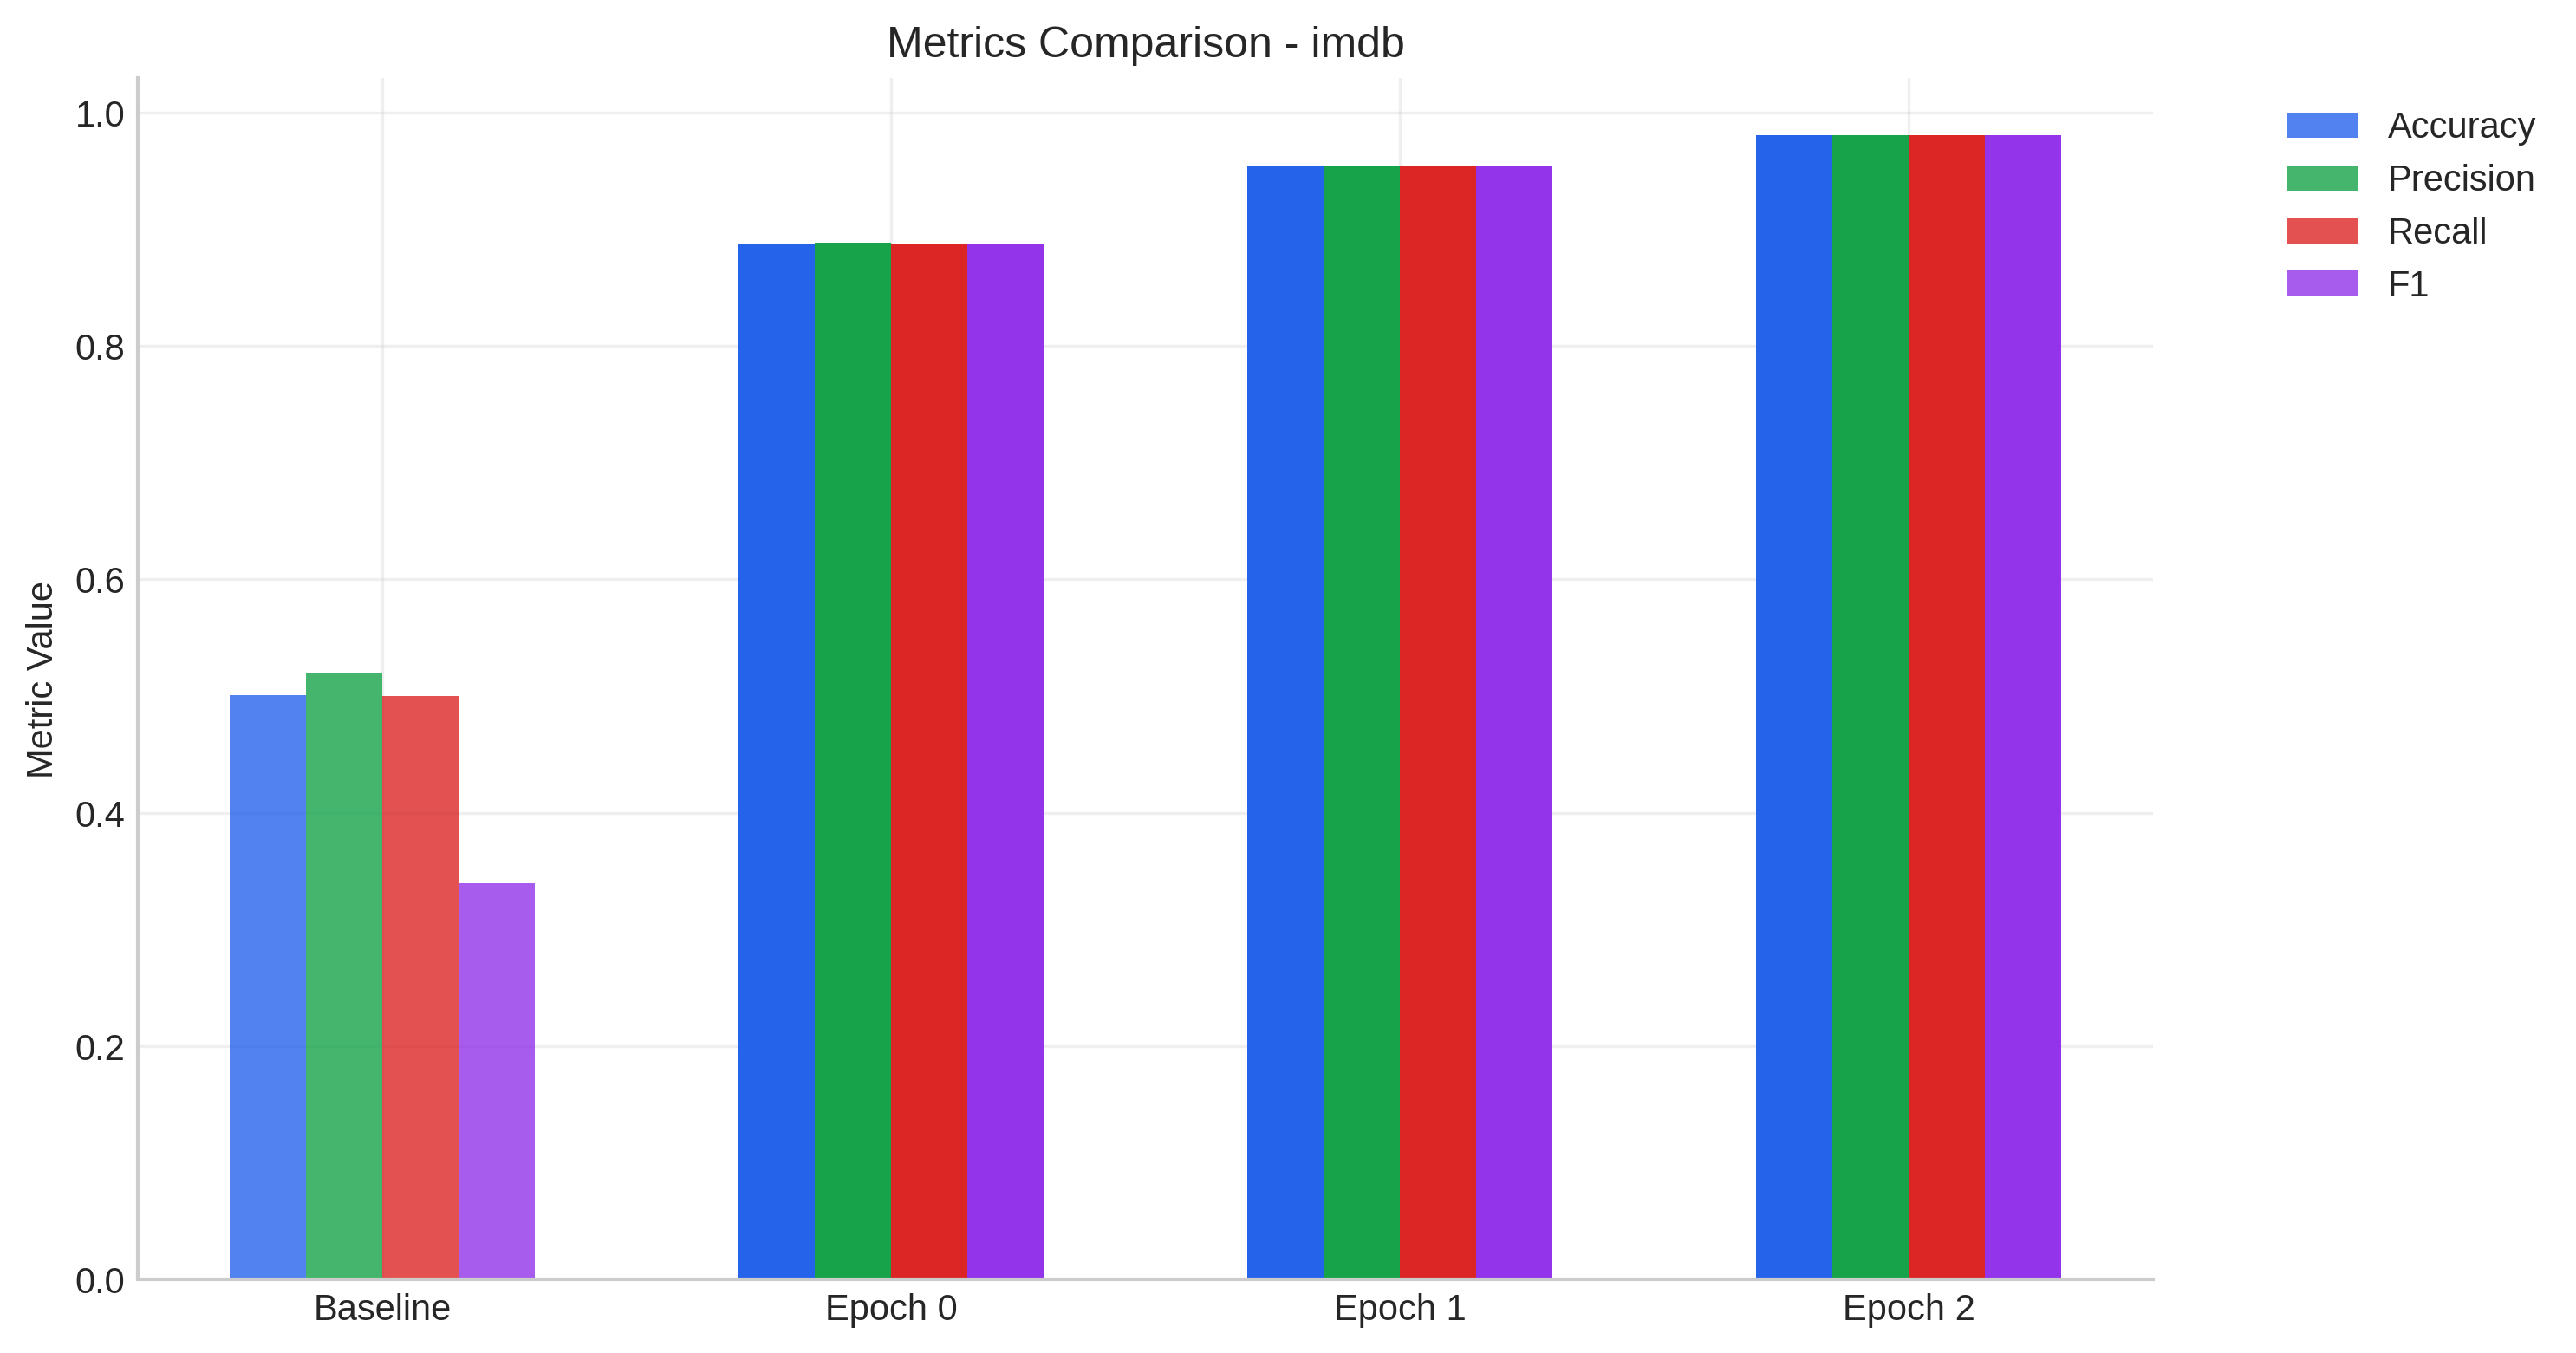 Metrics Comparison - imdb
Metric Value
1.0
0.8
0.6
0.4
0.2
0.0
Baseline
Epoch 0
Epoch 1
Epoch 2
Accuracy
Precision
Recall
F1